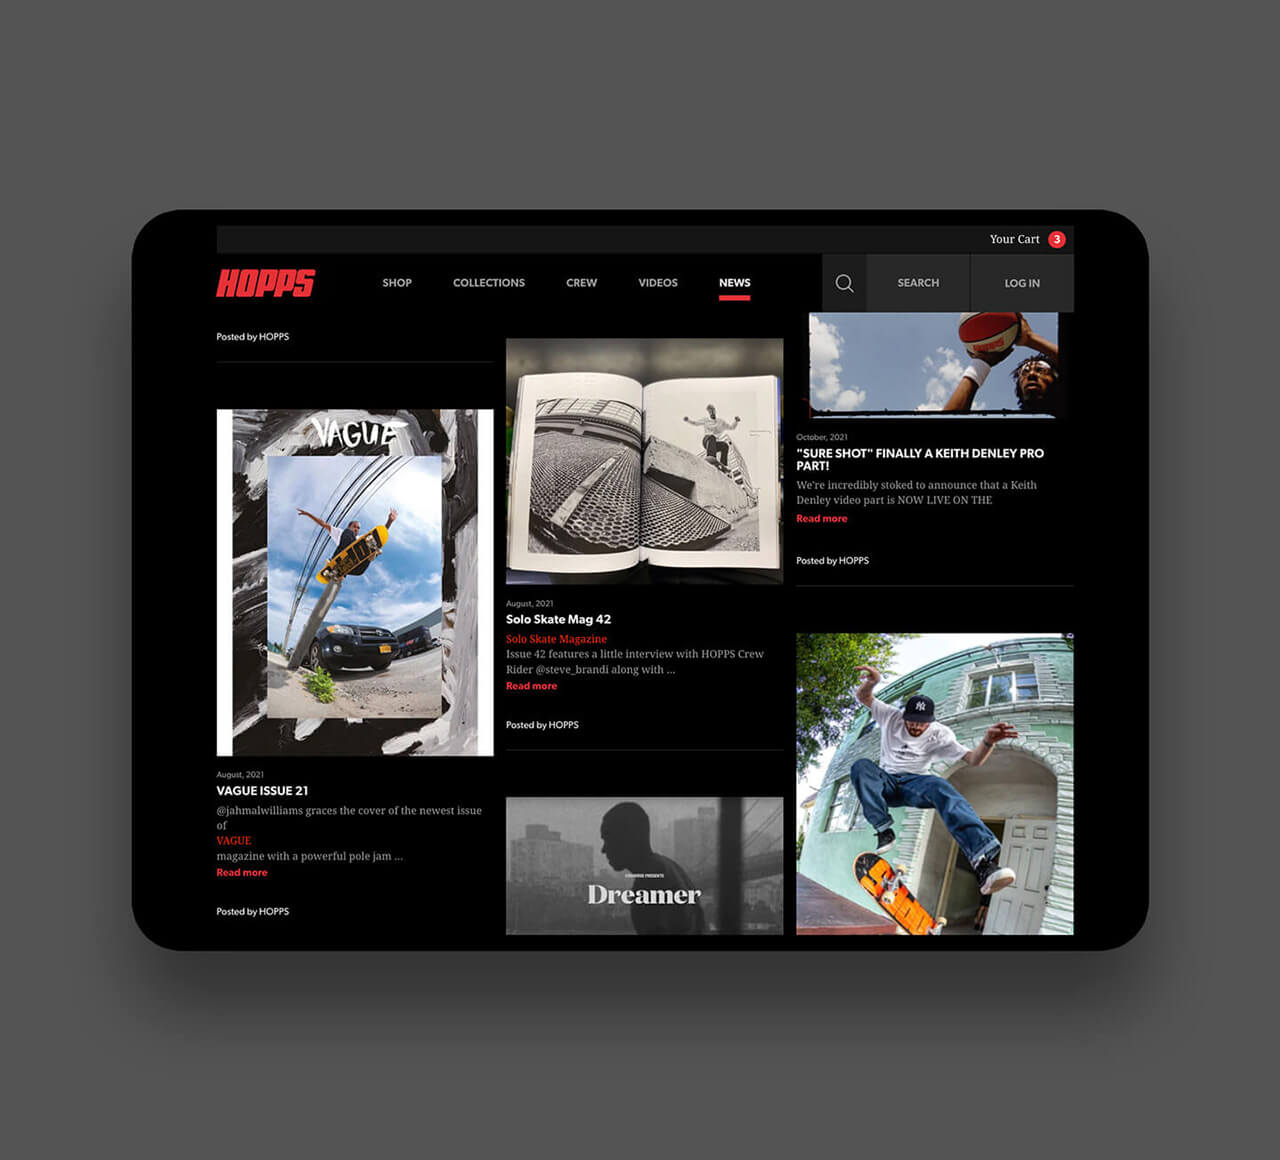 Your Cart 3
HOPPS
SHOP
COLLECTIONS
CREW
VIDEOS
NEWS
SEARCH
LOG IN
Posted by HOPPS
VAGUE
August, 2021
VAGUE ISSUE 21
@jahmalwilliams graces the cover of the newest issue
of
VAGUE
magazine with a powerful pole jam ...
Read more
Posted by HOPPS
August, 2021
Solo Skate Mag 42
Solo Skate Magazine
Issue 42 features a little interview with HOPPS Crew
Rider @steve_brandi along with ...
Read more
Posted by HOPPS
CONVERSE PRESENTS
Dreamer
HOPPS
October, 2021
"SURE SHOT" FINALLY A KEITH DENLEY PRO
PART!
We're incredibly stoked to announce that a Keith
Denley video part is NOW LIVE ON THE
Read more
Posted by HOPPS
NY